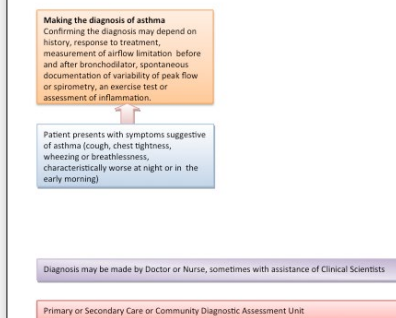 Making the diagnosis of asthma
Confirming the diagnosis may depend on
history, response to treatment,
measurement of airflow limitation before
and after bronchodilator, spontaneous
documentation of variability of peak flow
or spirometry, an exercise test or
assessment of inflammation.
Patient presents with symptoms suggestive
of asthma (cough, chest tightness,
wheezing or breathlessness,
characteristically worse at night or in the
early morning)
Diagnosis may be made by Doctor or Nurse, sometimes with assistance of Clinical Scientists
Primary or Secondary Care or Community Diagnostic Assessment Unit